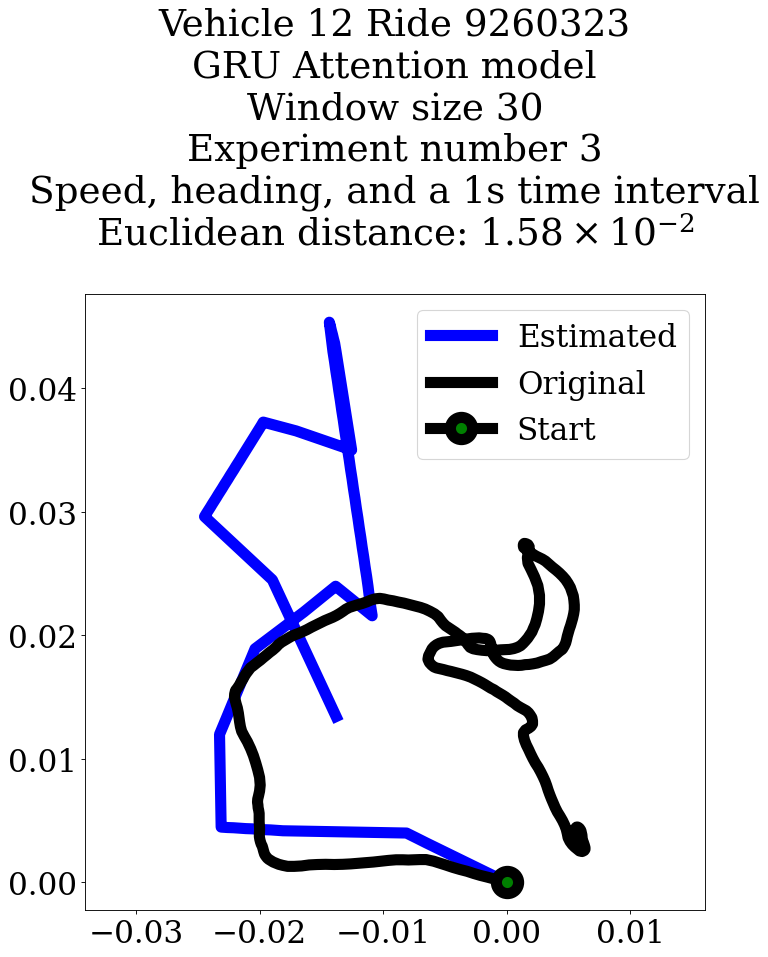 Vehicle 12 Ride 9260323
GRU Attention model
Window size 30
Experiment number 3
Speed, heading, and a 1s time interval
Euclidean distance: 1.58 × 10⁻²
Estimated
Original
Start
0.04
0.03
0.02
0.01
0.00
−0.03
−0.02
−0.01
0.00
0.01